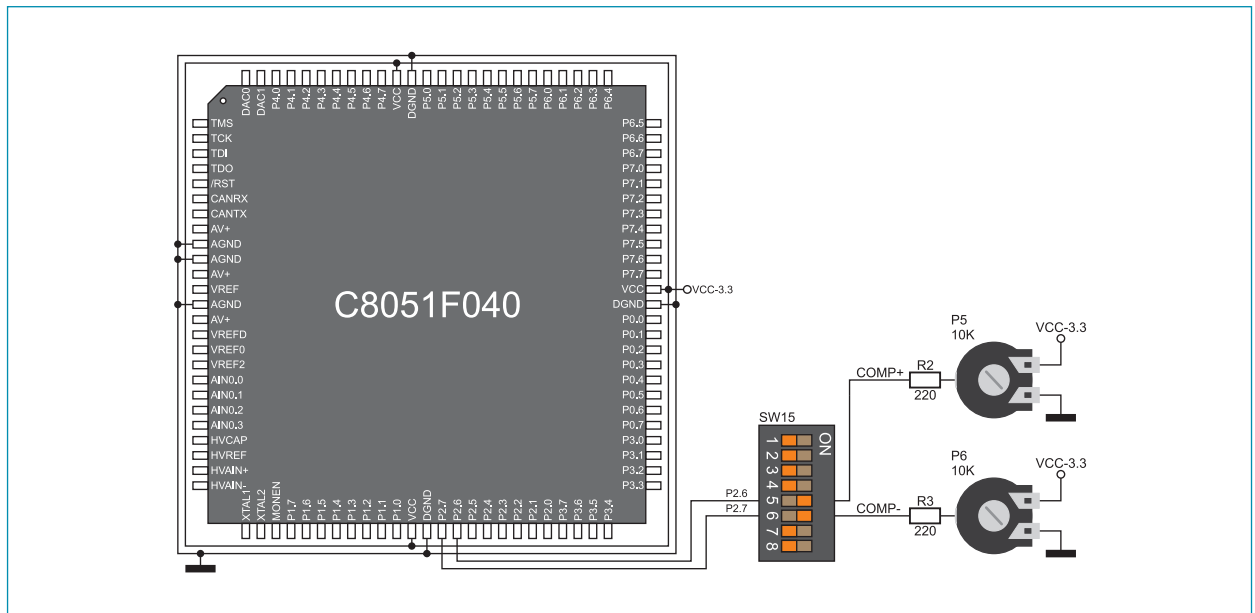 DAC0
DAC1
P4.0
P4.1
P4.2
P4.3
P4.4
P4.5
P4.6
P4.7
VCC
DGND
P5.0
P5.1
P5.2
P5.3
P5.4
P5.5
P5.6
P5.7
P6.0
P6.1
P6.2
P6.3
P6.4
TMS
TCK
TDI
TDO
/RST
CANRX
CANTX
AV+
AGND
AGND
AV+
VREF
AGND
AV+
VREFD
VREF0
VREF2
AIN0.0
AIN0.1
AIN0.2
AIN0.3
HVCAP
HVREF
HVAIN+
HVAIN-
C8051F040
P6.5
P6.6
P6.7
P7.0
P7.1
P7.2
P7.3
P7.4
P7.5
P7.6
P7.7
VCC
DGND
P0.0
P0.1
P0.2
P0.3
P0.4
P0.5
P0.6
P0.7
P3.0
P3.1
P3.2
P3.3
VCC-3.3
XTAL1
XTAL2
MONEN
P1.7
P1.6
P1.5
P1.4
P1.3
P1.2
P1.1
P1.0
VCC
DGND
P2.7
P2.6
P2.5
P2.4
P2.3
P2.2
P2.1
P2.0
P3.7
P3.6
P3.5
P3.4
P2.6
P2.7
SW15
ON
1
2
3
4
5
6
7
8
COMP+
R2
220
P5
10K
VCC-3.3
COMP-
R3
220
P6
10K
VCC-3.3